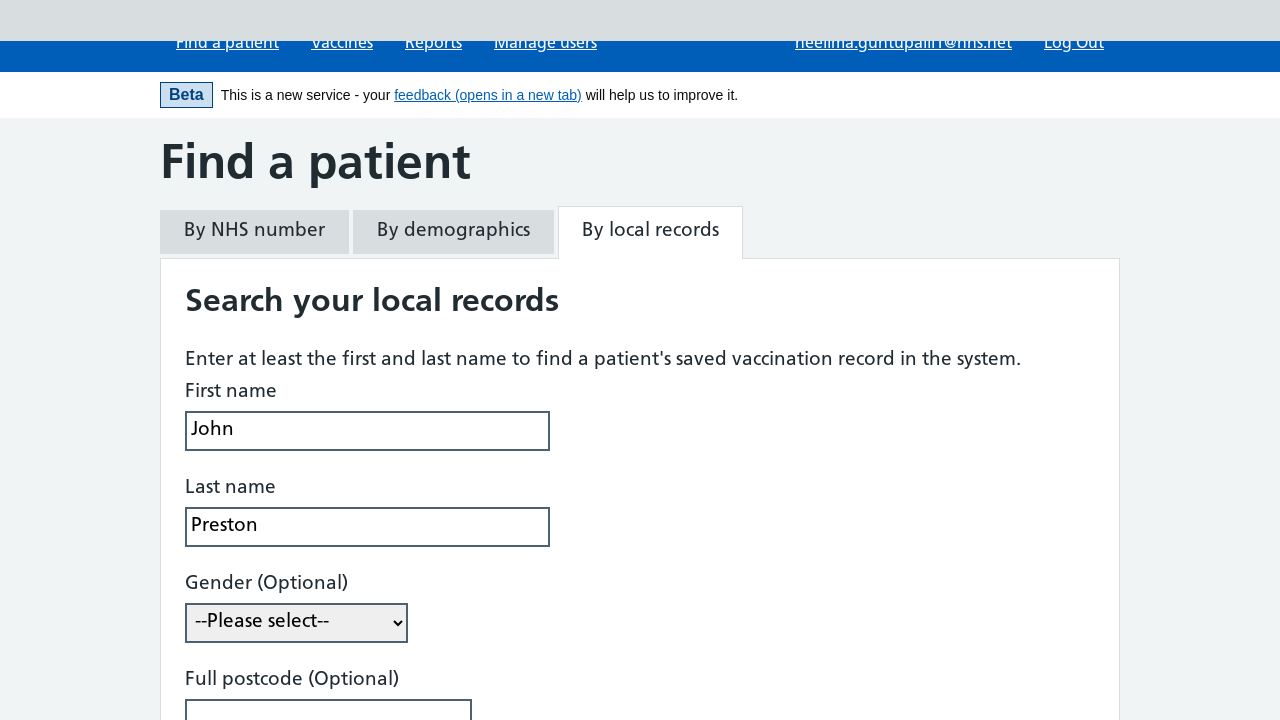 Find a patient Vaccines Reports Manage users neelima.guntupalli1@nhs.net Log Out
Beta This is a new service - your feedback (opens in a new tab) will help us to improve it.
Find a patient
By NHS number By demographics By local records
Search your local records
Enter at least the first and last name to find a patient's saved vaccination record in the system.
First name
John
Last name
Preston
Gender (Optional)
--Please select--
Full postcode (Optional)